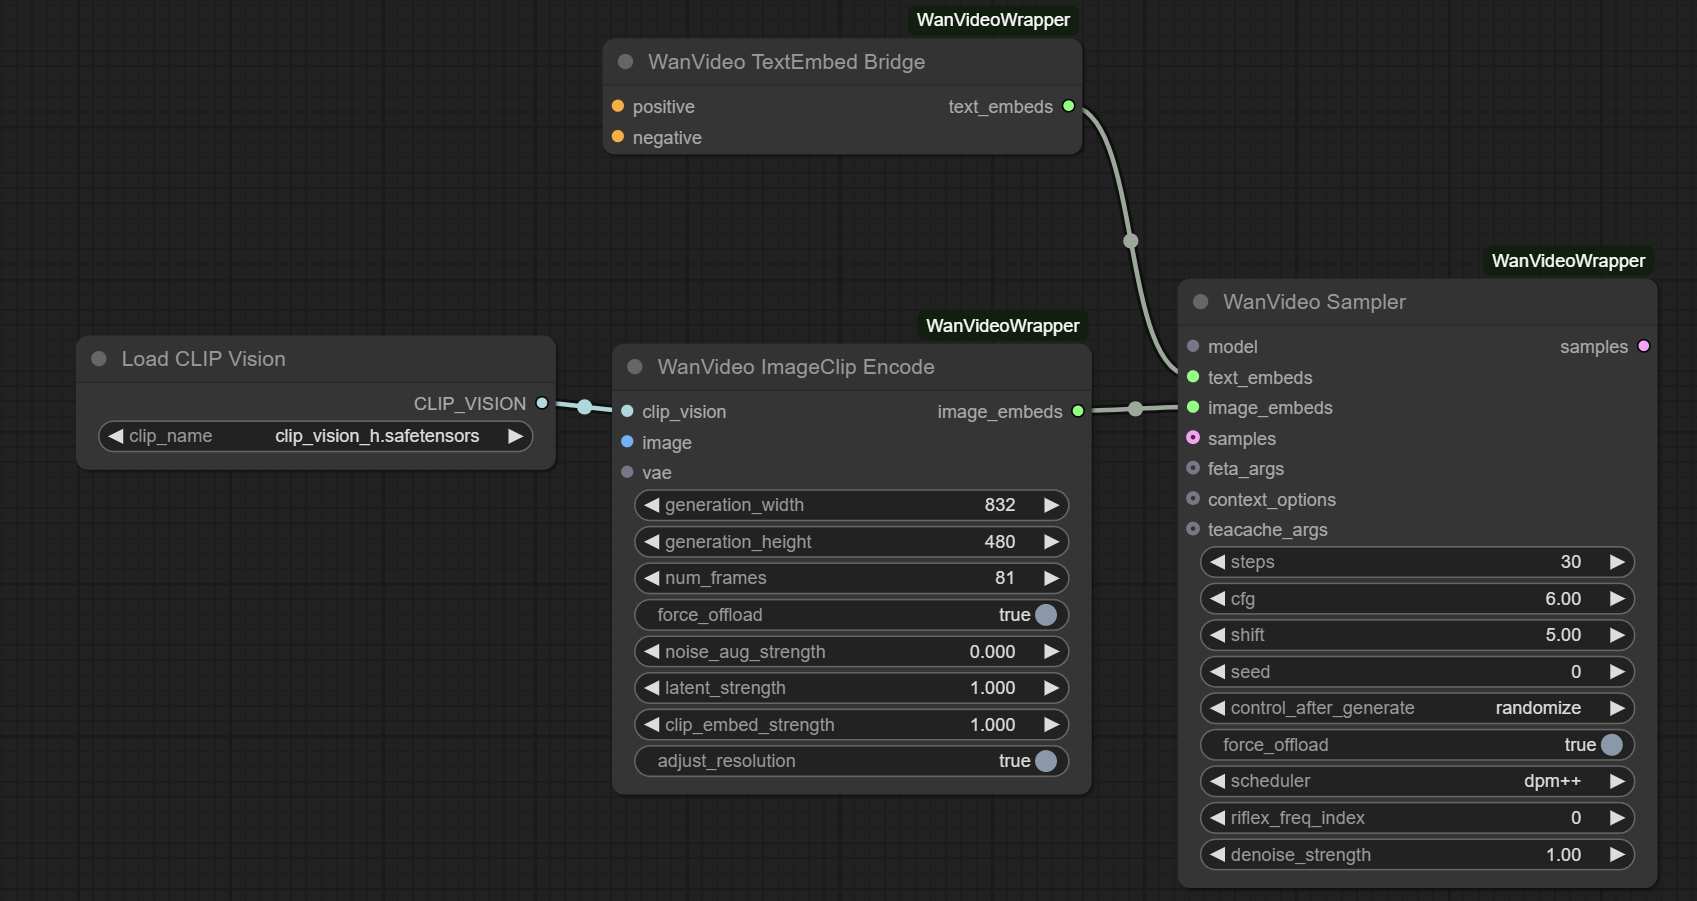 WanVideoWrapper
WanVideo TextEmbed Bridge
positive text_embeds
negative
Load CLIP Vision
CLIP_VISION
clip_name clip_vision_h.safetensors
WanVideoWrapper
WanVideo ImageClip Encode
clip_vision image_embeds
image
vae
generation_width 832
generation_height 480
num_frames 81
force_offload true
noise_aug_strength 0.000
latent_strength 1.000
clip_embed_strength 1.000
adjust_resolution true
WanVideoWrapper
WanVideo Sampler
model samples
text_embeds
image_embeds
samples
feta_args
context_options
teacache_args
steps 30
cfg 6.00
shift 5.00
seed 0
control_after_generate randomize
force_offload true
scheduler dpm++
riflex_freq_index 0
denoise_strength 1.00